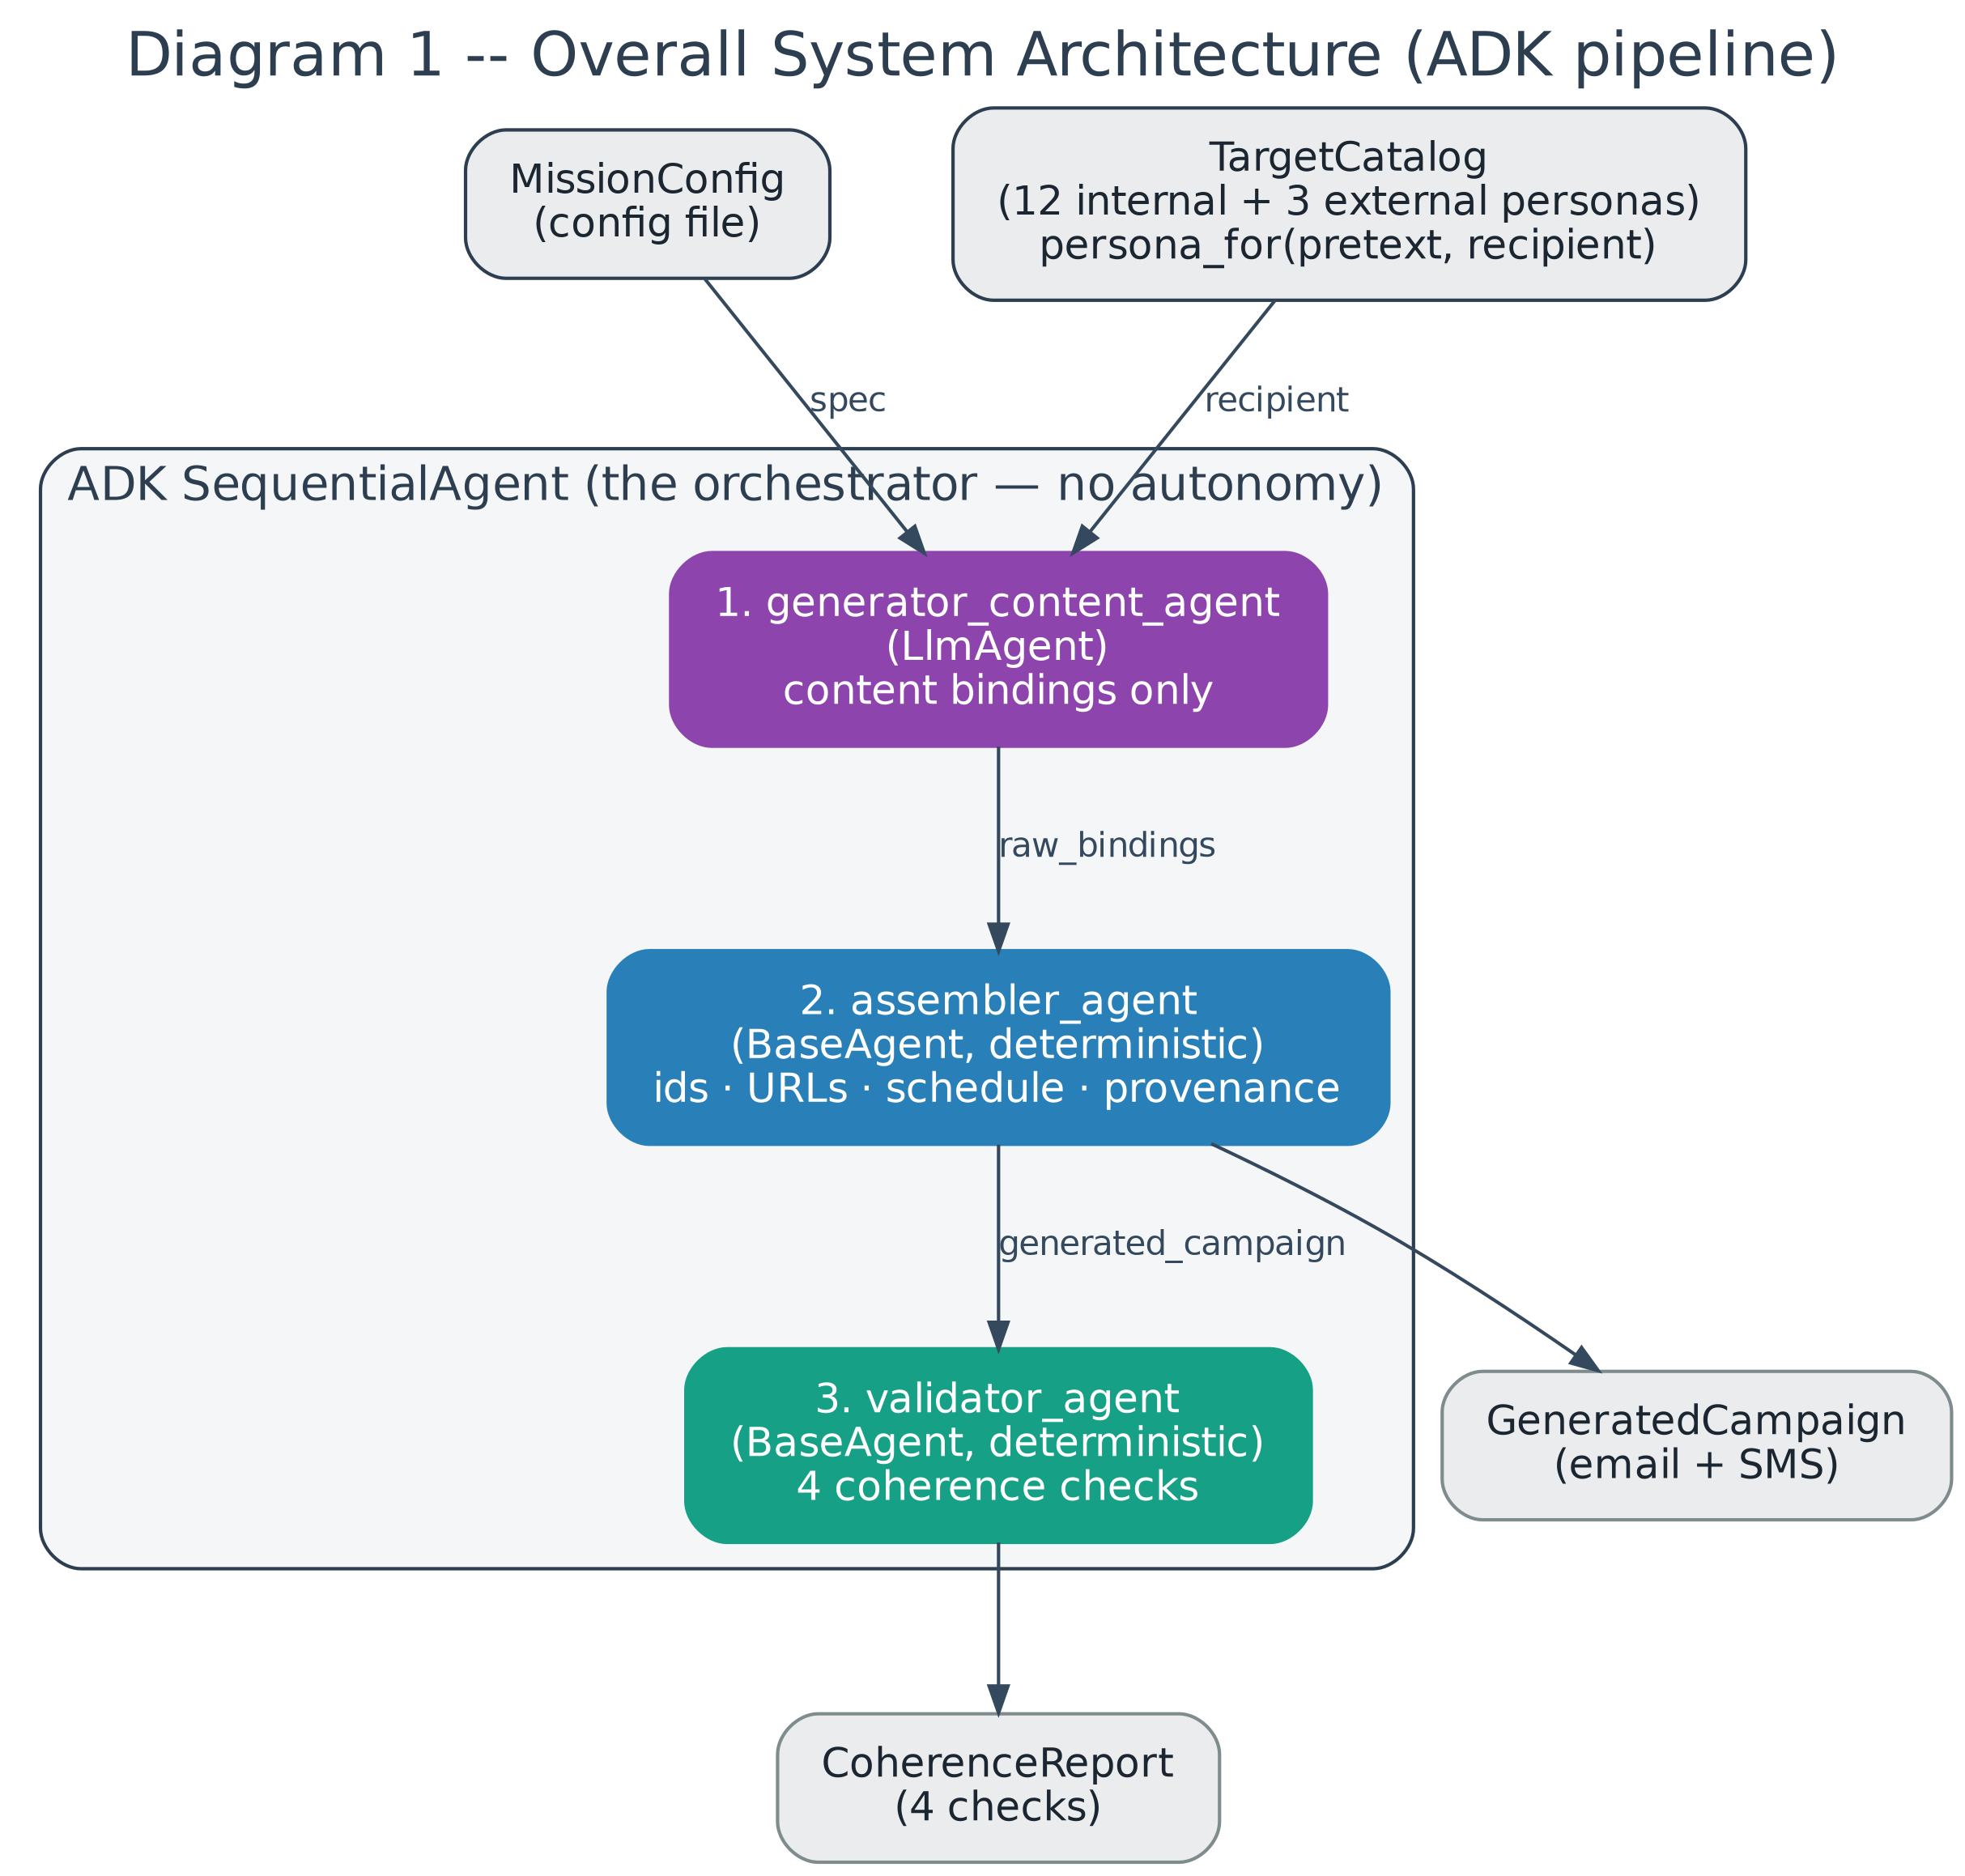 Diagram 1 -- Overall System Architecture (ADK pipeline)
MissionConfig
(config file)
TargetCatalog
(12 internal + 3 external personas)
persona_for(pretext, recipient)
spec
recipient
ADK SequentialAgent (the orchestrator — no autonomy)
1. generator_content_agent
(LlmAgent)
content bindings only
raw_bindings
2. assembler_agent
(BaseAgent, deterministic)
ids · URLs · schedule · provenance
generated_campaign
3. validator_agent
(BaseAgent, deterministic)
4 coherence checks
GeneratedCampaign
(email + SMS)
CoherenceReport
(4 checks)